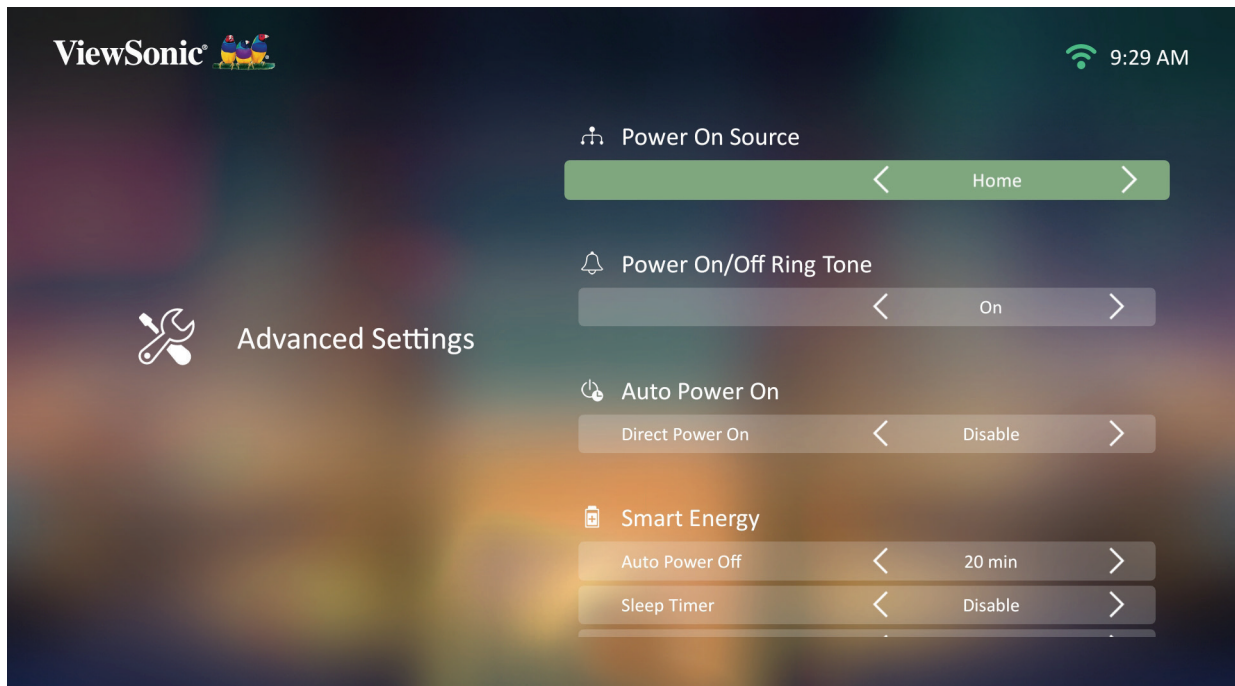 ViewSonic®
9:29 AM
Power On Source
Home
Power On/Off Ring Tone
On
Advanced Settings
Auto Power On
Direct Power On Disable
Smart Energy
Auto Power Off 20 min
Sleep Timer Disable